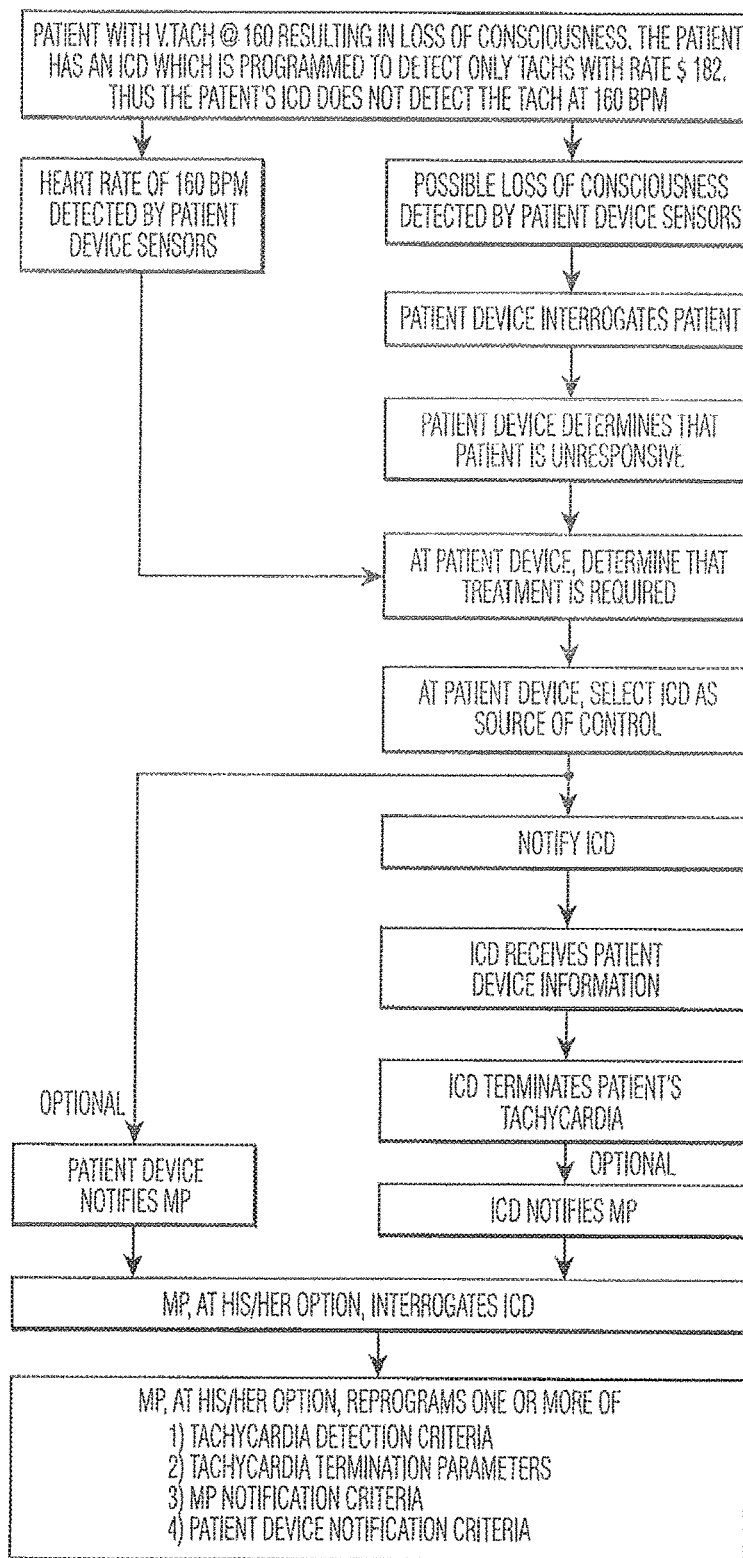 PATIENT WITH V.TACH @ 160 RESULTING IN LOSS OF CONSCIOUSNESS. THE PATIENT
HAS AN ICD WHICH IS PROGRAMMED TO DETECT ONLY TACHS WITH RATE $ 182.
THUS THE PATENT'S ICD DOES NOT DETECT THE TACH AT 160 BPM
HEART RATE OF 160 BPM
DETECTED BY PATIENT
DEVICE SENSORS
POSSIBLE LOSS OF CONSCIOUSNESS
DETECTED BY PATIENT DEVICE SENSORS
PATIENT DEVICE INTERROGATES PATIENT
PATIENT DEVICE DETERMINES THAT
PATIENT IS UNRESPONSIVE
AT PATIENT DEVICE, DETERMINE THAT
TREATMENT IS REQUIRED
AT PATIENT DEVICE, SELECT ICD AS
SOURCE OF CONTROL
NOTIFY ICD
ICD RECEIVES PATIENT
DEVICE INFORMATION
ICD TERMINATES PATIENT'S
TACHYCARDIA
OPTIONAL
PATIENT DEVICE
NOTIFIES MP
OPTIONAL
ICD NOTIFIES MP
MP, AT HIS/HER OPTION, INTERROGATES ICD
MP, AT HIS/HER OPTION, REPROGRAMS ONE OR MORE OF
1) TACHYCARDIA DETECTION CRITERIA
2) TACHYCARDIA TERMINATION PARAMETERS
3) MP NOTIFICATION CRITERIA
4) PATIENT DEVICE NOTIFICATION CRITERIA